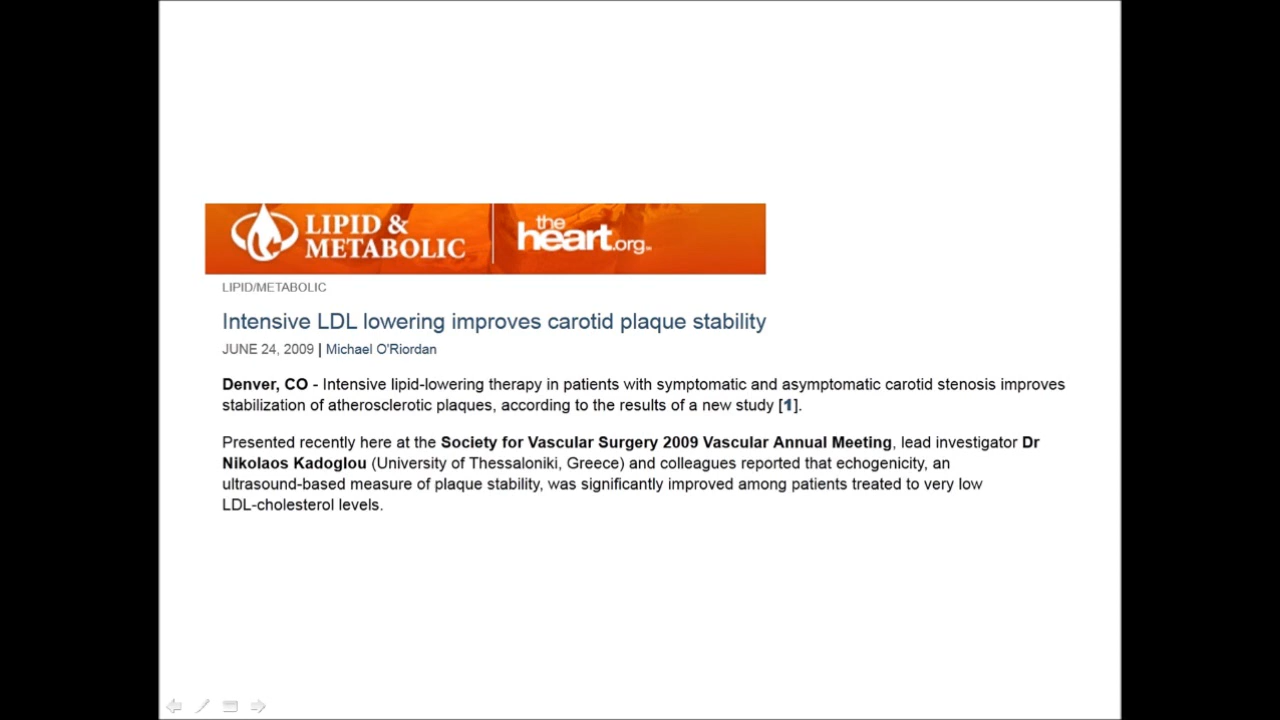 LIPID &
METABOLIC
the
heart.org
LIPID/METABOLIC
Intensive LDL lowering improves carotid plaque stability
JUNE 24, 2009 | Michael O'Riordan
Denver, CO - Intensive lipid-lowering therapy in patients with symptomatic and asymptomatic carotid stenosis improves
stabilization of atherosclerotic plaques, according to the results of a new study [1].
Presented recently here at the Society for Vascular Surgery 2009 Vascular Annual Meeting, lead investigator Dr
Nikolaos Kadoglou (University of Thessaloniki, Greece) and colleagues reported that echogenicity, an
ultrasound-based measure of plaque stability, was significantly improved among patients treated to very low
LDL-cholesterol levels.